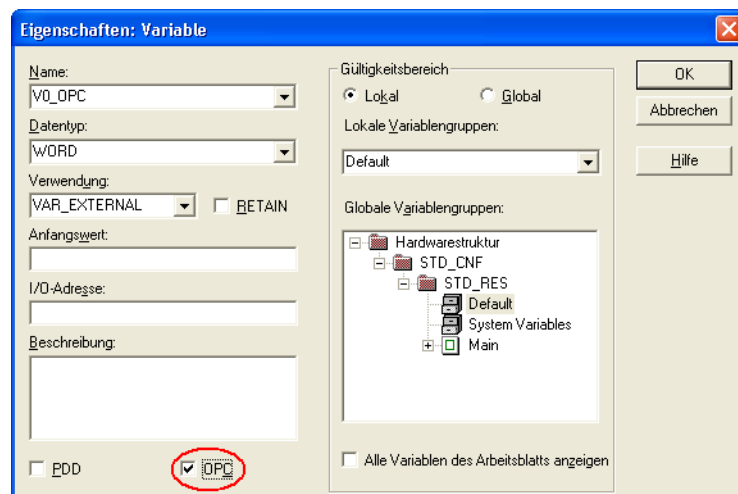 Eigenschaften: Variable
Name:
V0_OPC
Datentyp:
WORD
Verwendung:
VAR_EXTERNAL
RETAIN
Anfangswert:
I/O-Adresse:
Beschreibung:
PDD
OPC
Gültigkeitsbereich
Lokal
Global
Lokale Variablengruppen:
Default
Globale Variablengruppen:
Hardwarestruktur
STD_CNF
STD_RES
Default
System Variables
Main
Alle Variablen des Arbeitsblatts anzeigen
OK
Abbrechen
Hilfe